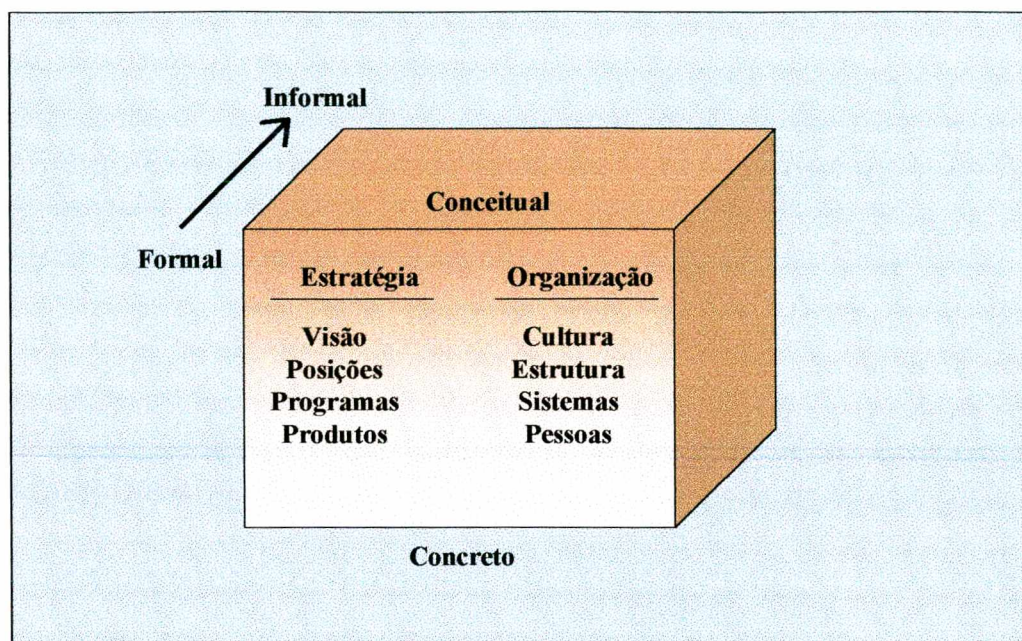 Informal
Conceitual
Formal
Estratégia
Organização
Visão
Cultura
Posições
Estrutura
Programas
Sistemas
Produtos
Pessoas
Concreto